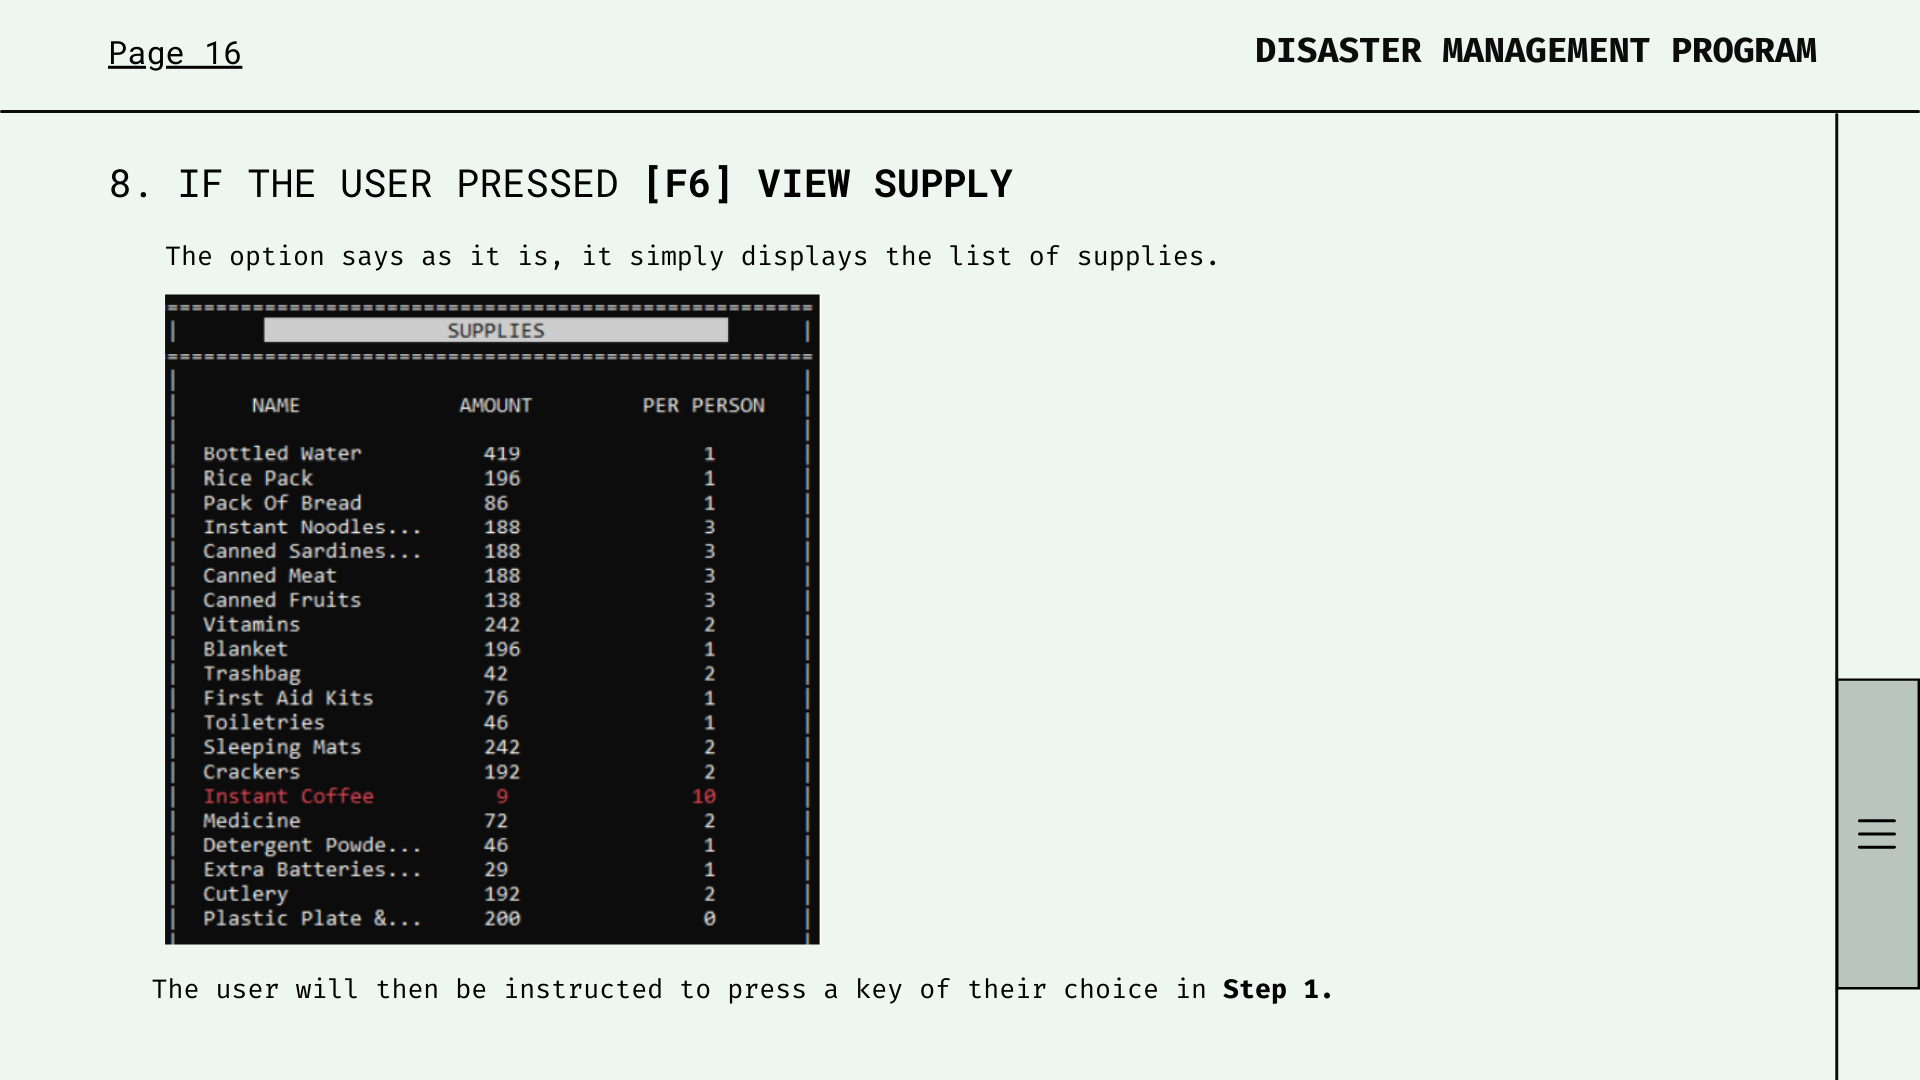 Page 16
DISASTER MANAGEMENT PROGRAM
8. IF THE USER PRESSED [F6] VIEW SUPPLY
The option says as it is, it simply displays the list of supplies.
=====================================================
| SUPPLIES |
=====================================================
| |
| NAME AMOUNT PER PERSON |
| |
| Bottled Water 419 1 |
| Rice Pack 196 1 |
| Pack Of Bread 86 1 |
| Instant Noodles... 188 3 |
| Canned Sardines... 188 3 |
| Canned Meat 188 3 |
| Canned Fruits 138 3 |
| Vitamins 242 2 |
| Blanket 196 1 |
| Trashbag 42 2 |
| First Aid Kits 76 1 |
| Toiletries 46 1 |
| Sleeping Mats 242 2 |
| Crackers 192 2 |
| Instant Coffee 9 10 |
| Medicine 72 2 |
| Detergent Powde... 46 1 |
| Extra Batteries... 29 1 |
| Cutlery 192 2 |
| Plastic Plate &... 200 0 |
The user will then be instructed to press a key of their choice in Step 1.